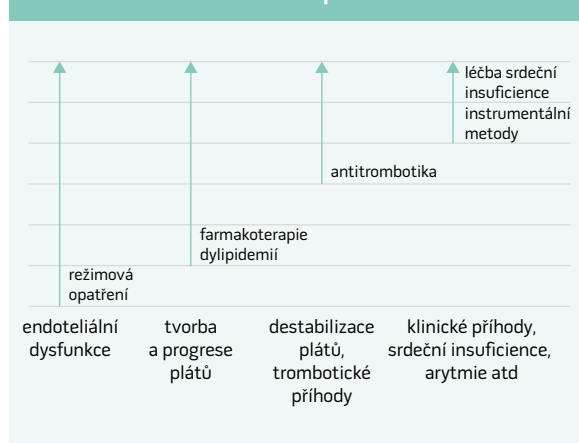 léčba srdeční
insuficience
instrumentální
metody
antitrombotika
farmakoterapie
dylipidemií
režimová
opatření
endoteliální
dysfunkce
tvorba
a progrese
plátů
destabilizace
plátů,
trombotické
příhody
klinické příhody,
srdeční insuficience,
arytmie atd